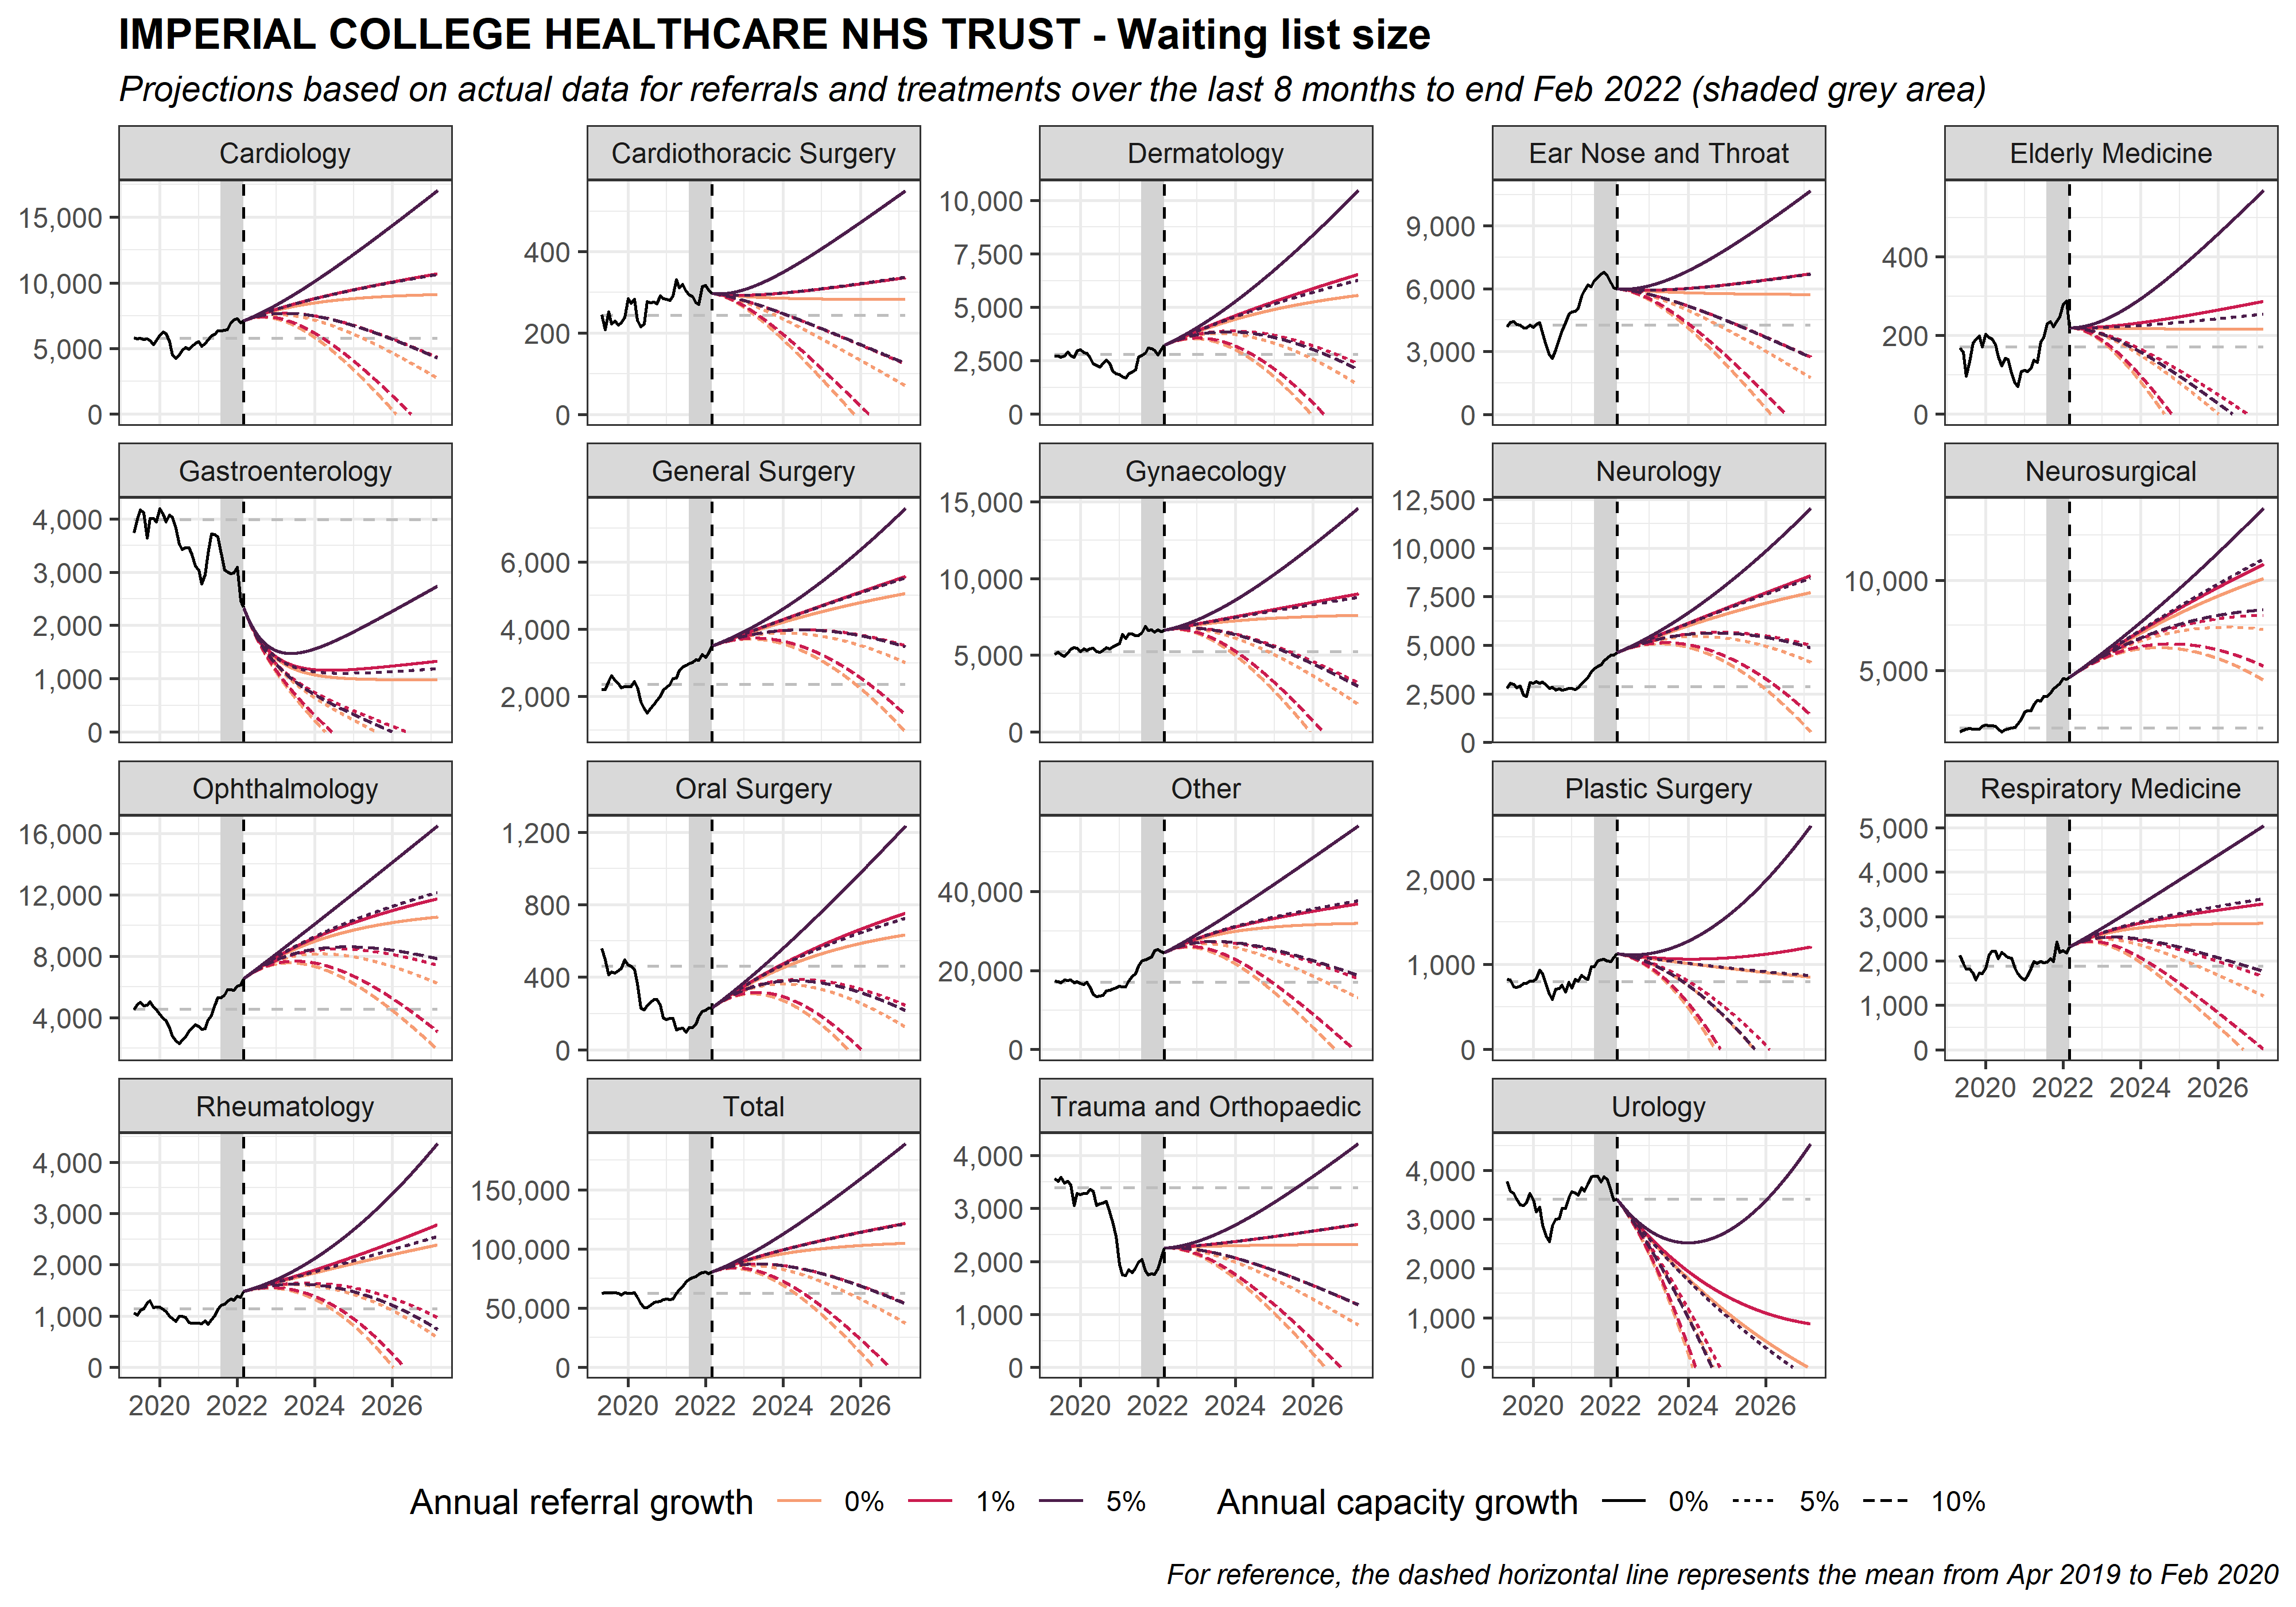 IMPERIAL COLLEGE HEALTHCARE NHS TRUST - Waiting list size
Projections based on actual data for referrals and treatments over the last 8 months to end Feb 2022 (shaded grey area)
Cardiology
15,000
10,000
5,000
0
Cardiothoracic Surgery
400
200
0
Dermatology
10,000
7,500
5,000
2,500
0
Ear Nose and Throat
9,000
6,000
3,000
0
Elderly Medicine
400
200
0
Gastroenterology
4,000
3,000
2,000
1,000
0
General Surgery
6,000
4,000
2,000
Gynaecology
15,000
10,000
5,000
0
Neurology
12,500
10,000
7,500
5,000
2,500
0
Neurosurgical
10,000
5,000
Ophthalmology
16,000
12,000
8,000
4,000
Oral Surgery
1,200
800
400
0
Other
40,000
20,000
0
Plastic Surgery
2,000
1,000
0
Respiratory Medicine
5,000
4,000
3,000
2,000
1,000
0
2020 2022 2024 2026
Rheumatology
4,000
3,000
2,000
1,000
0
2020 2022 2024 2026
Total
150,000
100,000
50,000
0
2020 2022 2024 2026
Trauma and Orthopaedic
4,000
3,000
2,000
1,000
0
2020 2022 2024 2026
Urology
4,000
3,000
2,000
1,000
0
2020 2022 2024 2026
Annual referral growth 0% 1% 5% Annual capacity growth 0% 5% 10%
For reference, the dashed horizontal line represents the mean from Apr 2019 to Feb 2020